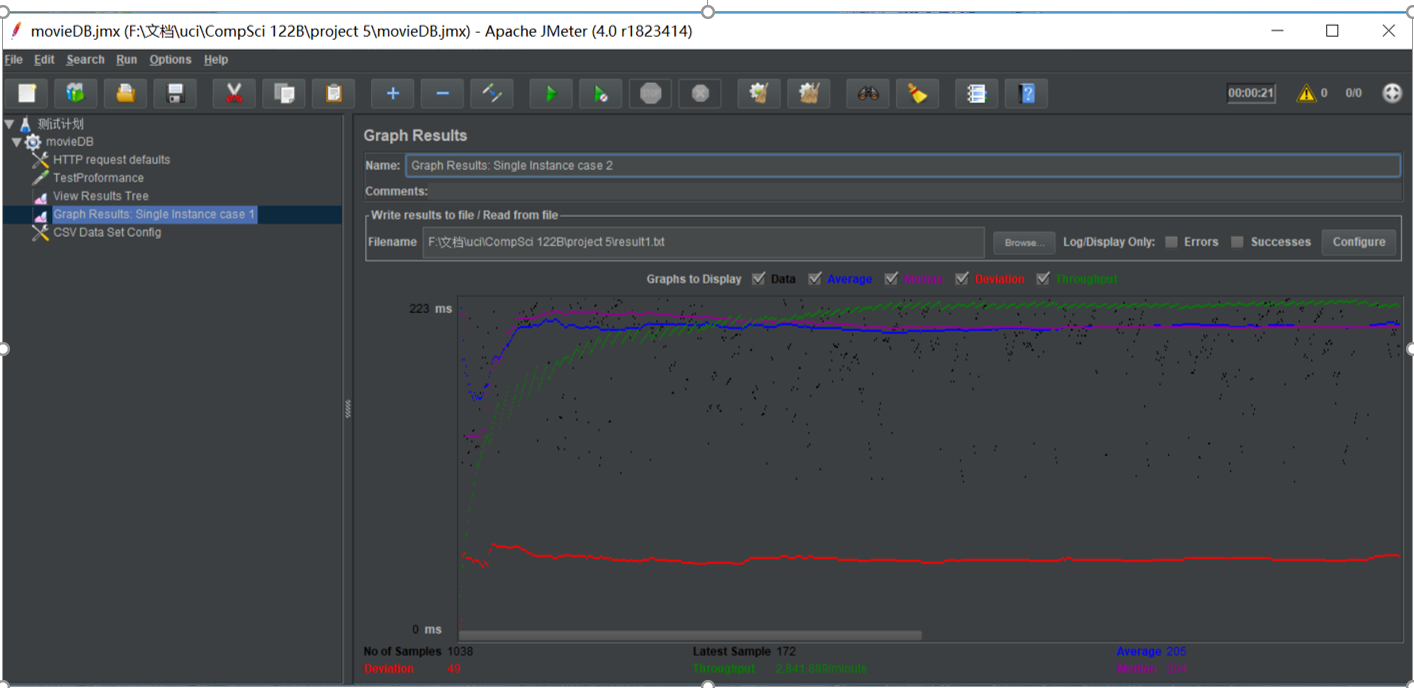 movieDB.jmx (F:\文档\uci\CompSci 122B\project 5\movieDB.jmx) - Apache JMeter (4.0 r1823414)
File Edit Search Run Options Help
00:00:21 0 0/0
测试计划
movieDB
HTTP request defaults
TestProformance
View Results Tree
Graph Results: Single Instance case 1
CSV Data Set Config
Graph Results
Name: Graph Results: Single Instance case 2
Comments:
Write results to file / Read from file
Filename F:\文档\uci\CompSci 122B\project 5\result1.txt Browse... Log/Display Only: Errors Successes Configure
Graphs to Display Data Average Median Deviation Throughput
223 ms
0 ms
No of Samples 1038 Latest Sample 172 Average 205
Deviation 49 Throughput Median